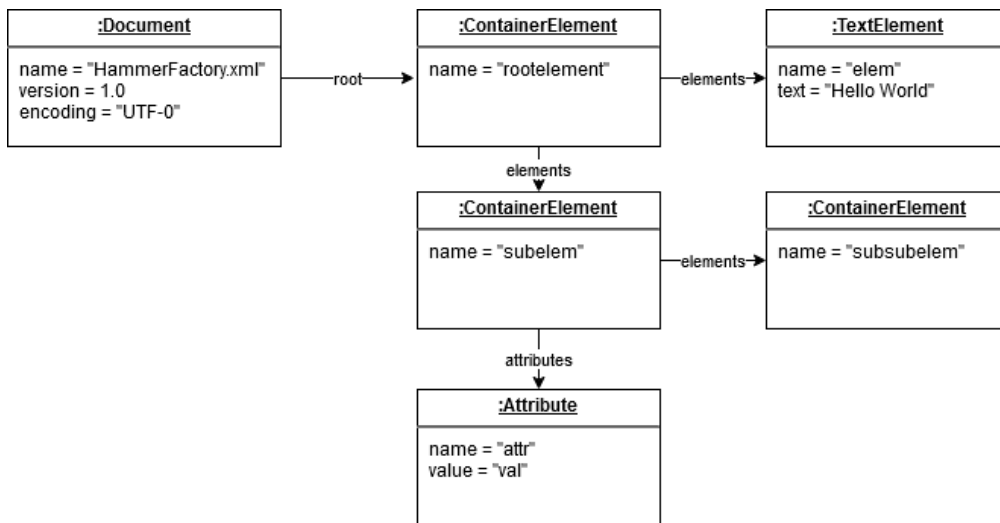 :Document
name = "HammerFactory.xml"
version = 1.0
encoding = "UTF-0"
root
:ContainerElement
name = "rootelement"
elements
:TextElement
name = "elem"
text = "Hello World"
elements
:ContainerElement
name = "subelem"
elements
:ContainerElement
name = "subsubelem"
attributes
:Attribute
name = "attr"
value = "val"